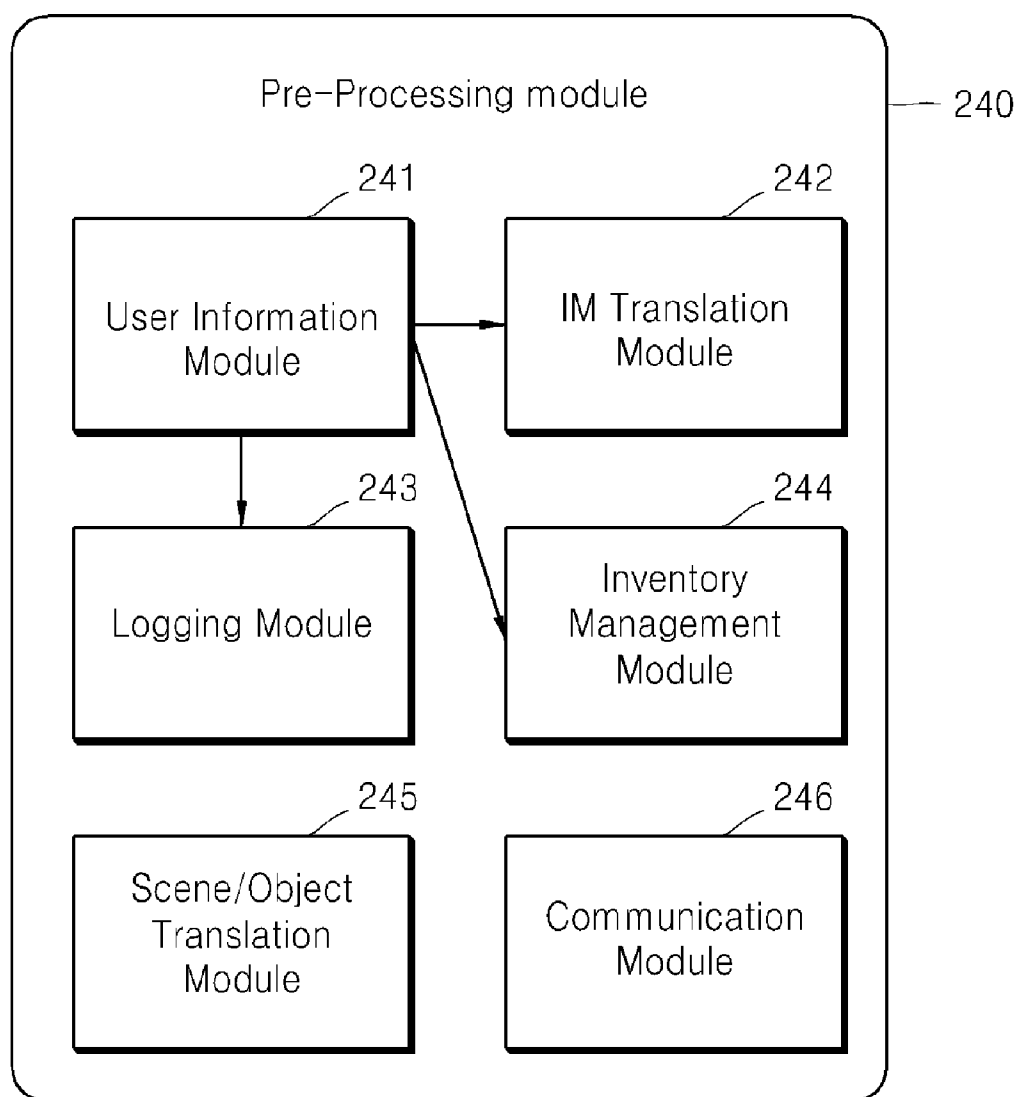 Pre-Processing module
240
241
242
User Information
Module
IM Translation
Module
243
244
Logging Module
Inventory
Management
Module
245
246
Scene/Object
Translation
Module
Communication
Module